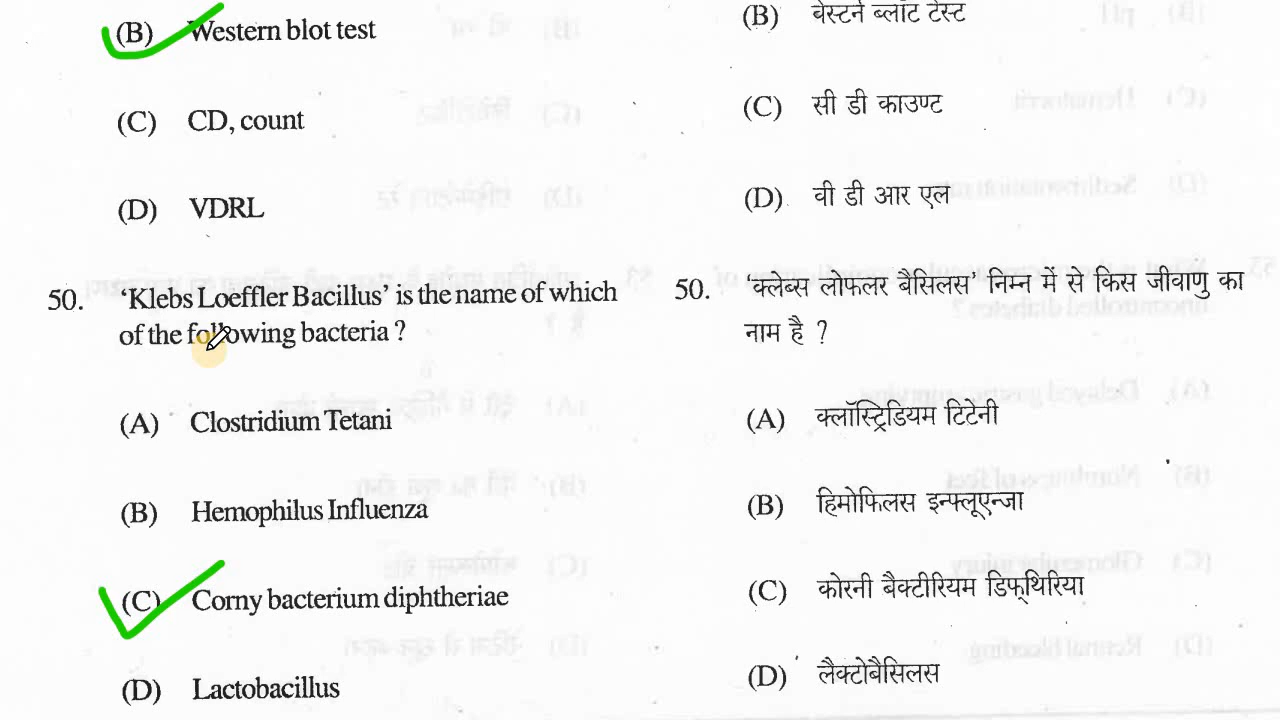 (B) Western blot test
(C) CD, count
(D) VDRL
50. 'Klebs Loeffler Bacillus' is the name of which
of the following bacteria ?
(A) Clostridium Tetani
(B) Hemophilus Influenza
(C) Corny bacterium diphtheriae
(D) Lactobacillus
(B) वेस्टर्न ब्लॉट टेस्ट
(C) सी डी काउण्ट
(D) वी डी आर एल
50. 'क्लेब्स लोफलर बैसिलस' निम्न में से किस जीवाणु का
नाम है ?
(A) क्लॉस्ट्रिडियम टिटेनी
(B) हिमोफिलस इन्फ्लूएन्जा
(C) कोरनी बैक्टीरियम डिफ्थिरिया
(D) लैक्टोबैसिलस